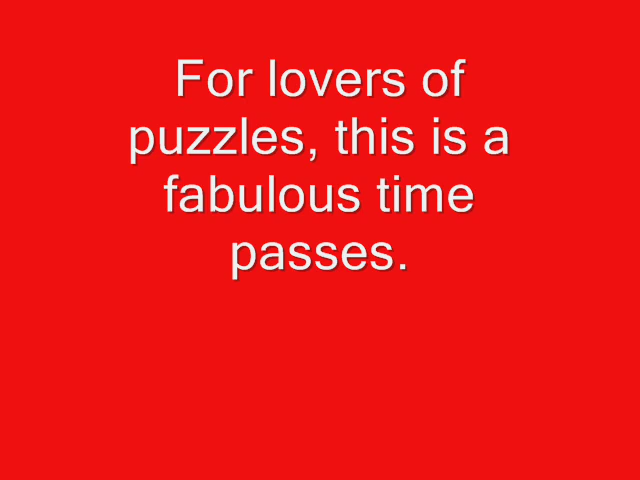 For lovers of
puzzles, this is a
fabulous time
passes.